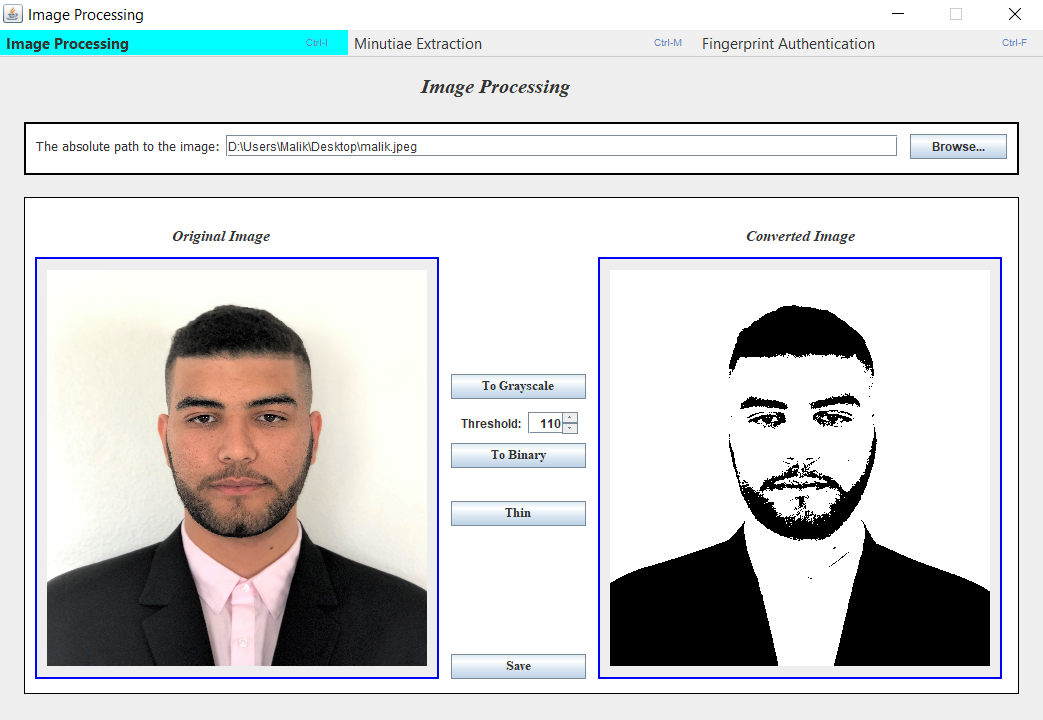 Image Processing
Image Processing Ctrl-I Minutiae Extraction Ctrl-M Fingerprint Authentication Ctrl-F
Image Processing
The absolute path to the image: D:\Users\Malik\Desktop\malik.jpeg Browse...
Original Image Converted Image
To Grayscale
Threshold: 110
To Binary
Thin
Save